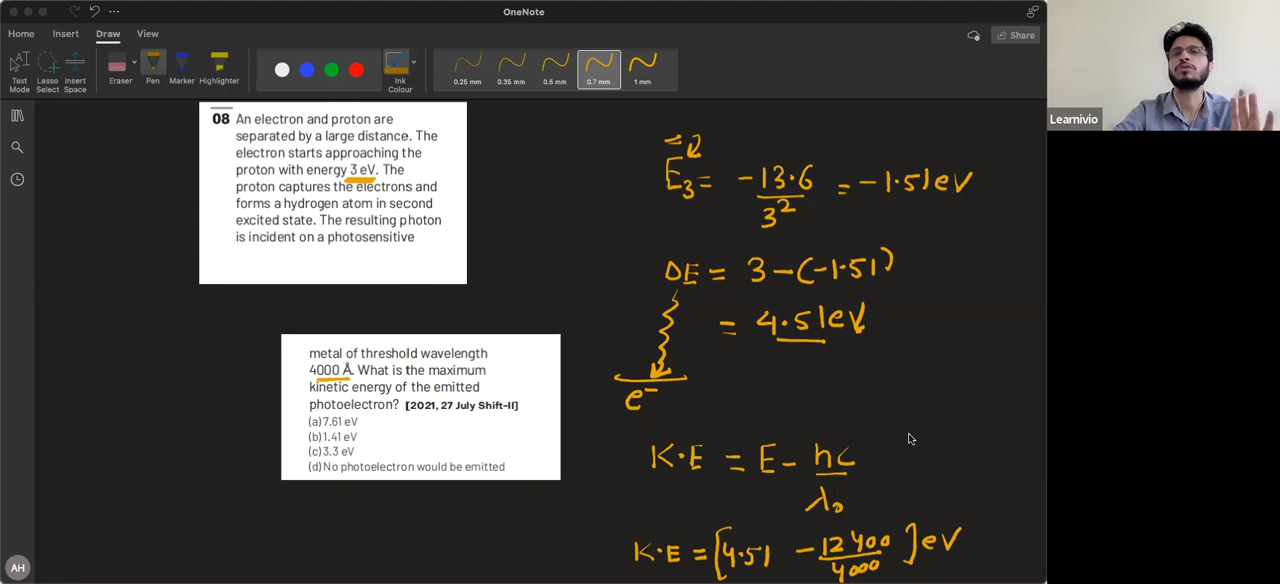 OneNote
Home Insert Draw View
Share
Text Mode
Lasso Select
Insert Space
Eraser
Pen
Marker
Highlighter
Ink Colour
0.25 mm
0.35 mm
0.5 mm
0.7 mm
1 mm
Learnivio
08 An electron and proton are
separated by a large distance. The
electron starts approaching the
proton with energy 3 eV. The
proton captures the electrons and
forms a hydrogen atom in second
excited state. The resulting photon
is incident on a photosensitive
metal of threshold wavelength
4000 Å. What is the maximum
kinetic energy of the emitted
photoelectron? [2021, 27 July Shift-II]
(a) 7.61 eV
(b) 1.41 eV
(c) 3.3 eV
(d) No photoelectron would be emitted
E₃ = -13.6/3² = -1.51eV
ΔE = 3-(-1.51)
= 4.51eV
e⁻
K.E = E - hc/λ₀
K.E = [4.51 - 12400/4000] eV
AH